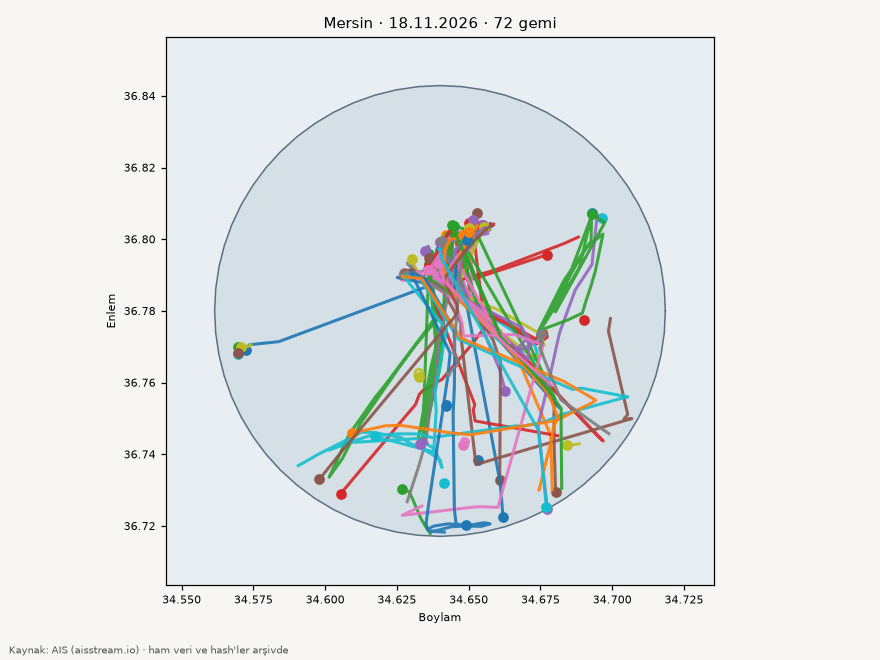 Mersin · 18.11.2026 · 72 gemi
36.84
36.82
36.80
36.78
36.76
36.74
36.72
Enlem
34.550 34.575 34.600 34.625 34.650 34.675 34.700 34.725
Boylam
Kaynak: AIS (aisstream.io) · ham veri ve hash'ler arşivde